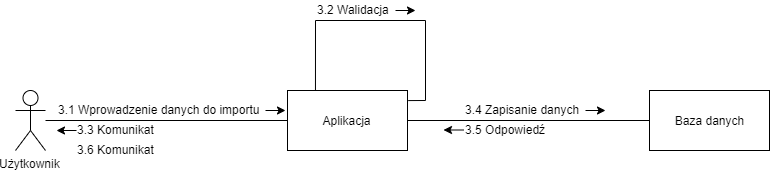 3.2 Walidacja
3.1 Wprowadzenie danych do importu
3.3 Komunikat
3.6 Komunikat
Użytkownik
Aplikacja
3.4 Zapisanie danych
3.5 Odpowiedź
Baza danych